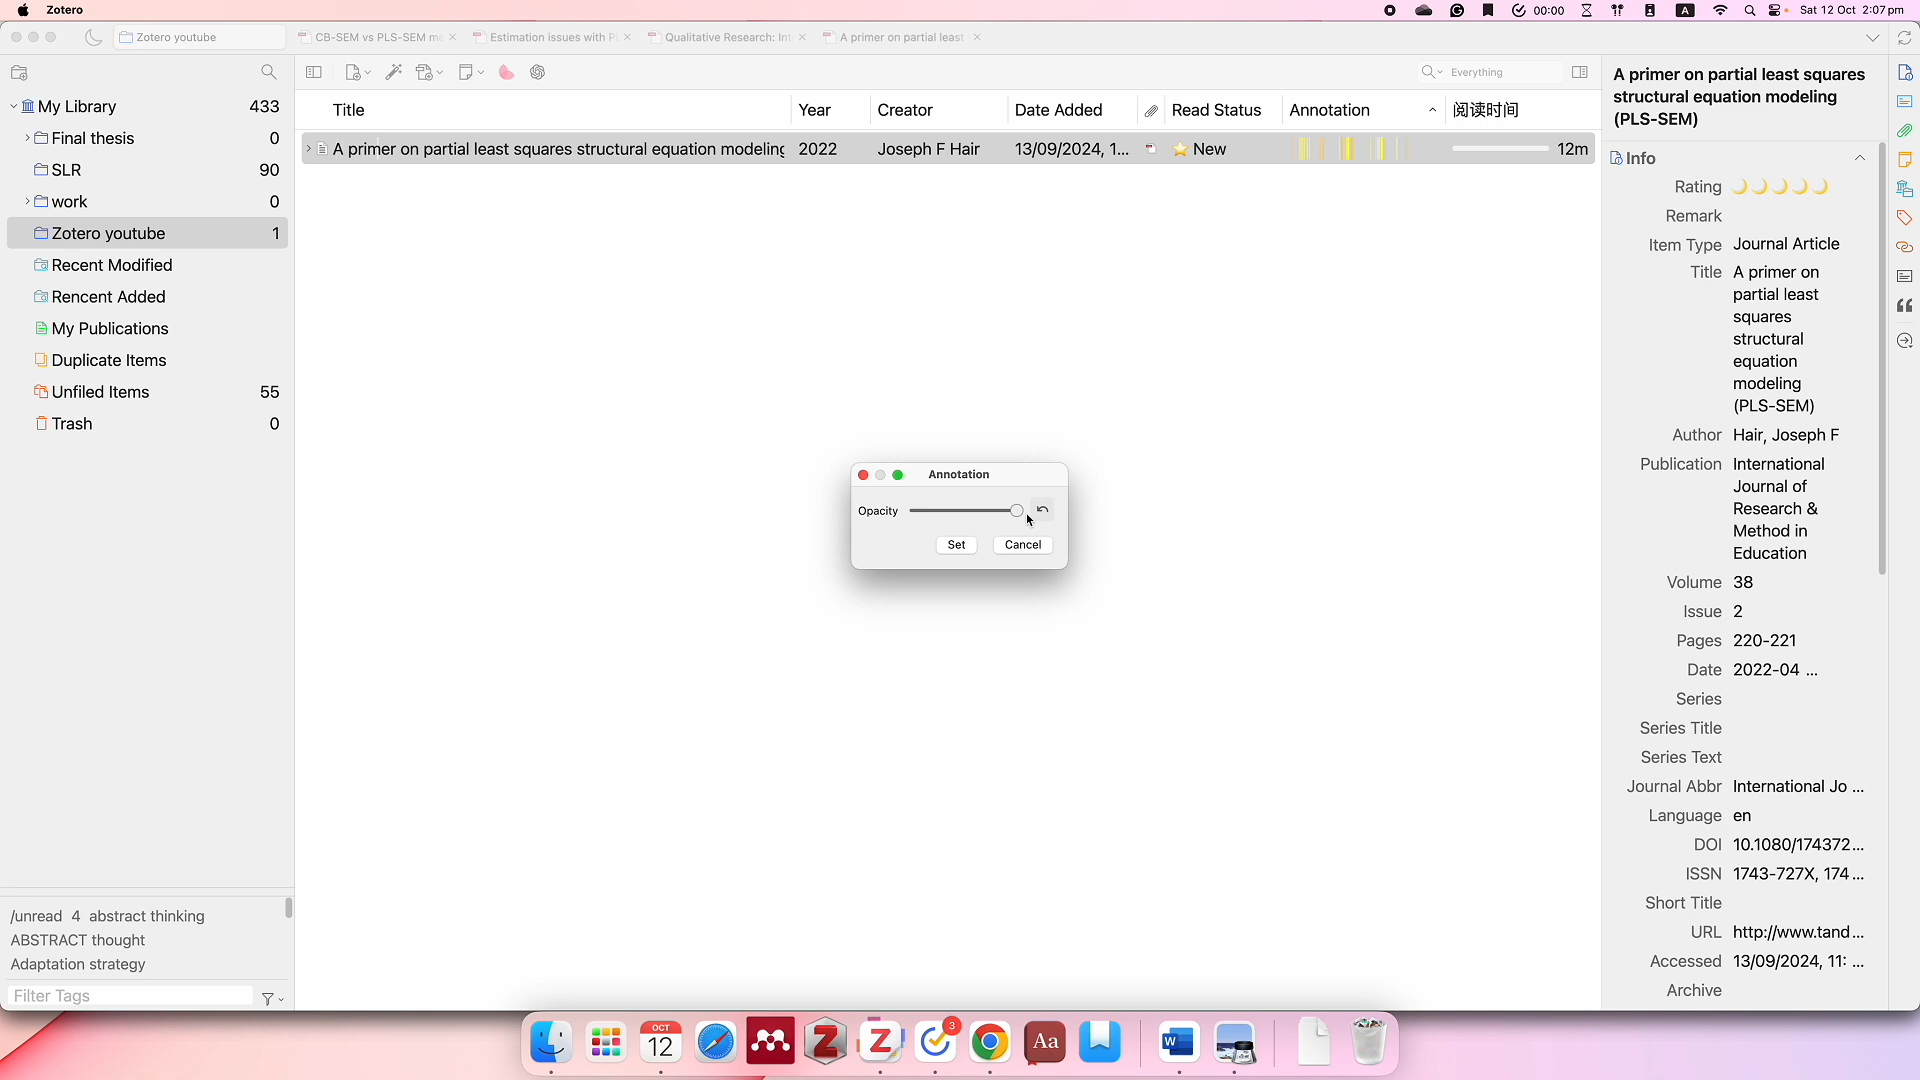 Zotero
00:00
A
Sat 12 Oct 2:07 pm
Zotero youtube
CB-SEM vs PLS-SEM m
Estimation issues with P
Qualitative Research: Int
A primer on partial least
Everything
My Library 433
Final thesis 0
SLR 90
work 0
Zotero youtube 1
Recent Modified
Rencent Added
My Publications
Duplicate Items
Unfiled Items 55
Trash 0
/unread 4 abstract thinking
ABSTRACT thought
Adaptation strategy
Filter Tags
Title Year Creator Date Added Read Status Annotation 阅读时间
A primer on partial least squares structural equation modeling 2022 Joseph F Hair 13/09/2024, 1... New 12m
Annotation
Opacity
Set Cancel
A primer on partial least squares
structural equation modeling
(PLS-SEM)
Info
Rating
Remark
Item Type Journal Article
Title A primer on
partial least
squares
structural
equation
modeling
(PLS-SEM)
Author Hair, Joseph F
Publication International
Journal of
Research &
Method in
Education
Volume 38
Issue 2
Pages 220-221
Date 2022-04 ...
Series
Series Title
Series Text
Journal Abbr International Jo ...
Language en
DOI 10.1080/174372...
ISSN 1743-727X, 174 ...
Short Title
URL http://www.tand...
Accessed 13/09/2024, 11: ...
Archive
OCT
12
Z
Z
3
Aa
W